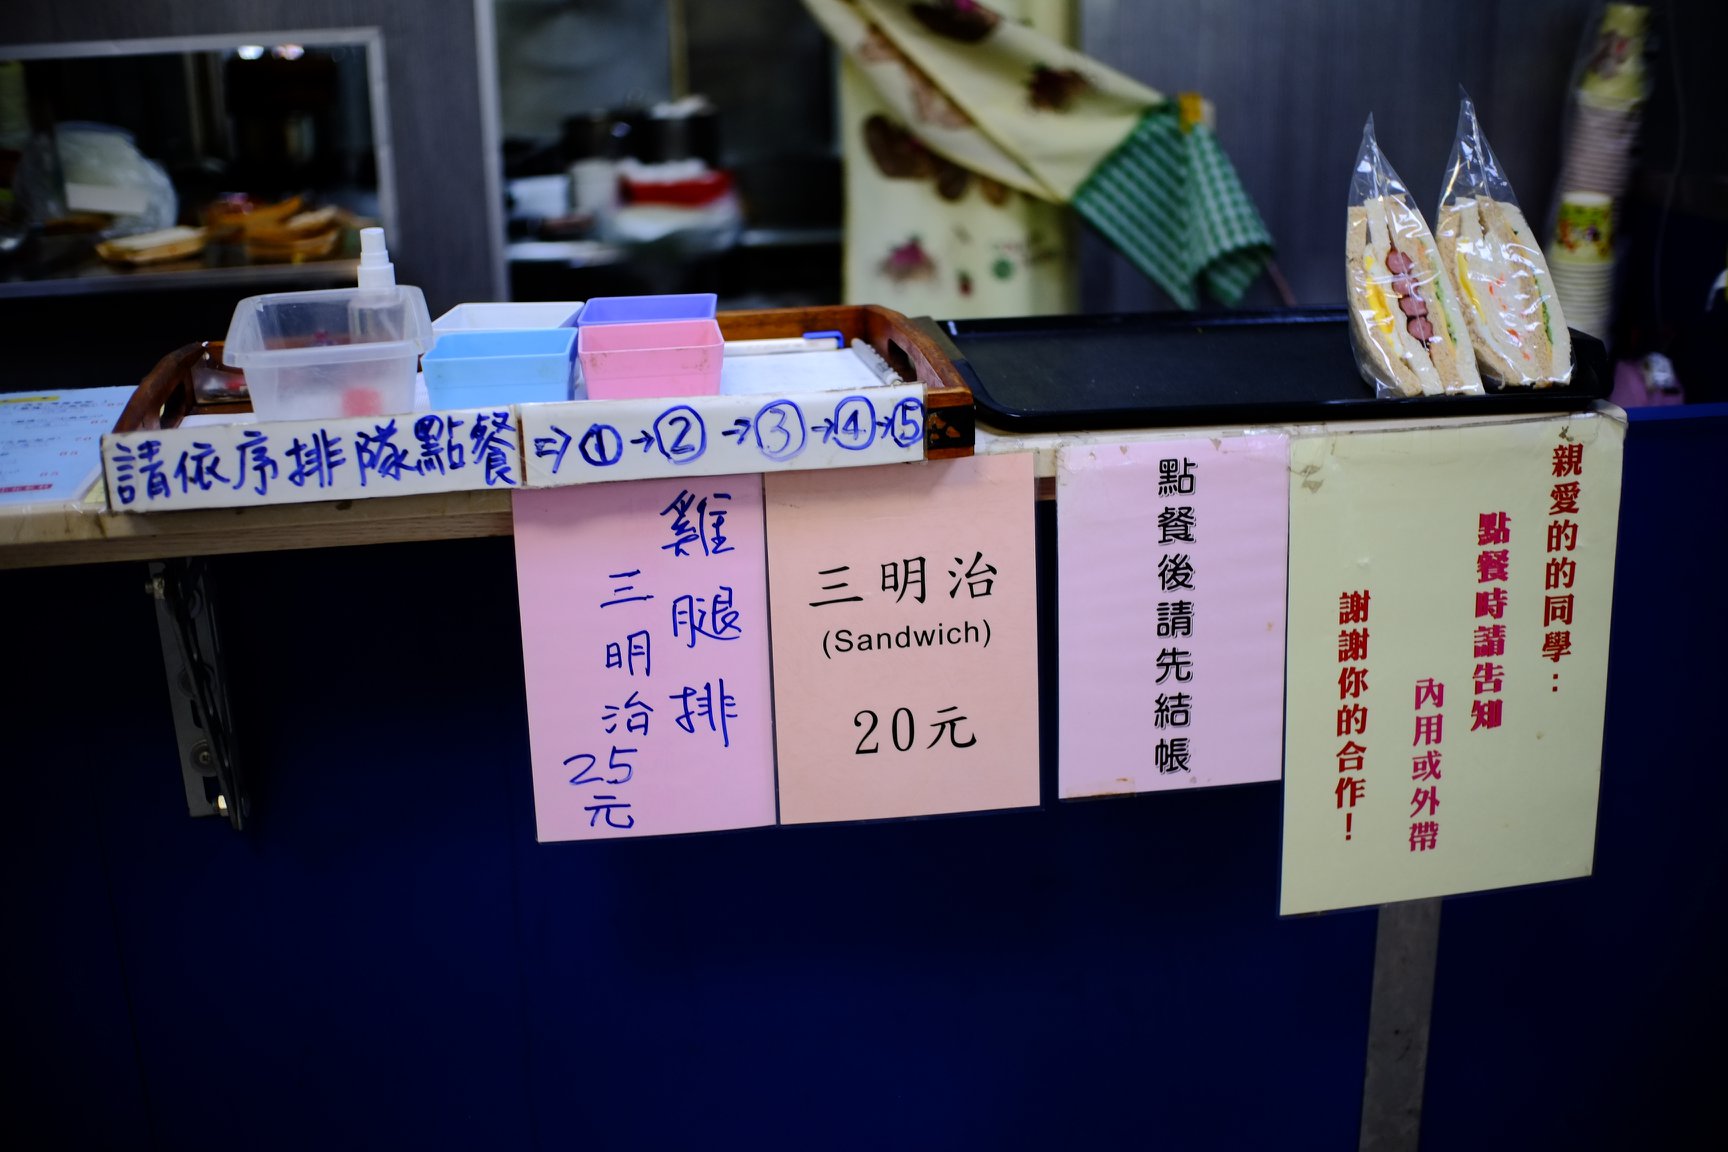 請依序排隊點餐⇒①→②→③→④→⑤
雞腿排
三明治
25
元
三明治
(Sandwich)
20元
點餐後請先結帳
親愛的的同學：
點餐時請告知
內用或外帶
謝謝你的合作！